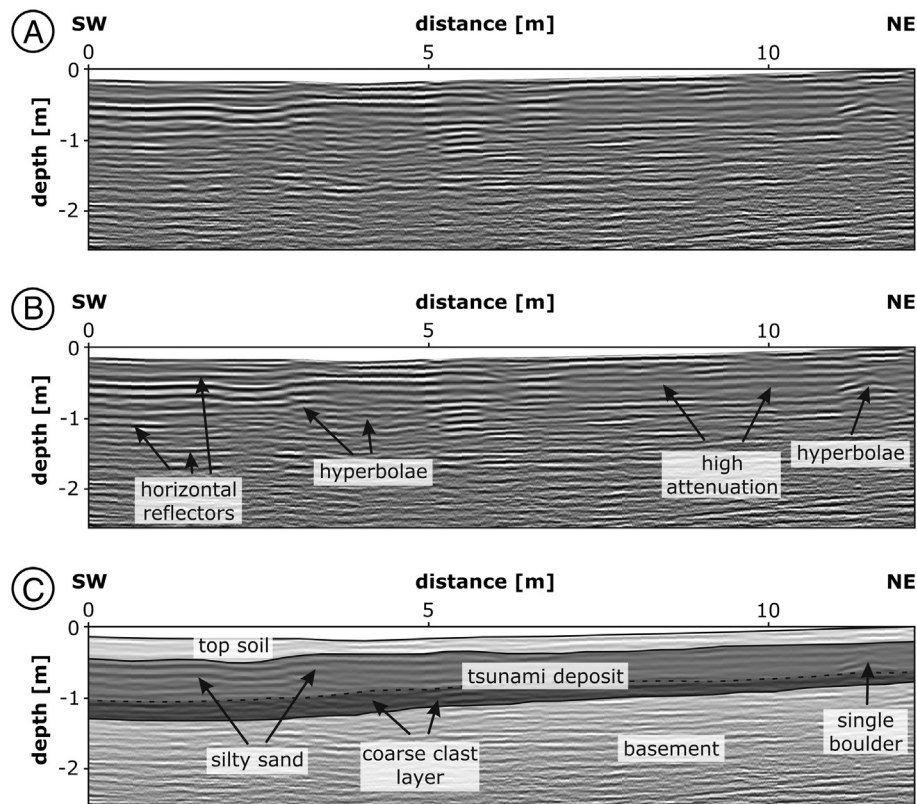 A
SW
distance [m]
NE
0
5
10
depth [m]
0
-1
-2
B
SW
distance [m]
NE
0
5
10
depth [m]
0
-1
-2
horizontal
reflectors
hyperbolae
high
attenuation
hyperbolae
C
SW
distance [m]
NE
0
5
10
depth [m]
0
-1
-2
top soil
tsunami deposit
silty sand
coarse clast
layer
basement
single
boulder